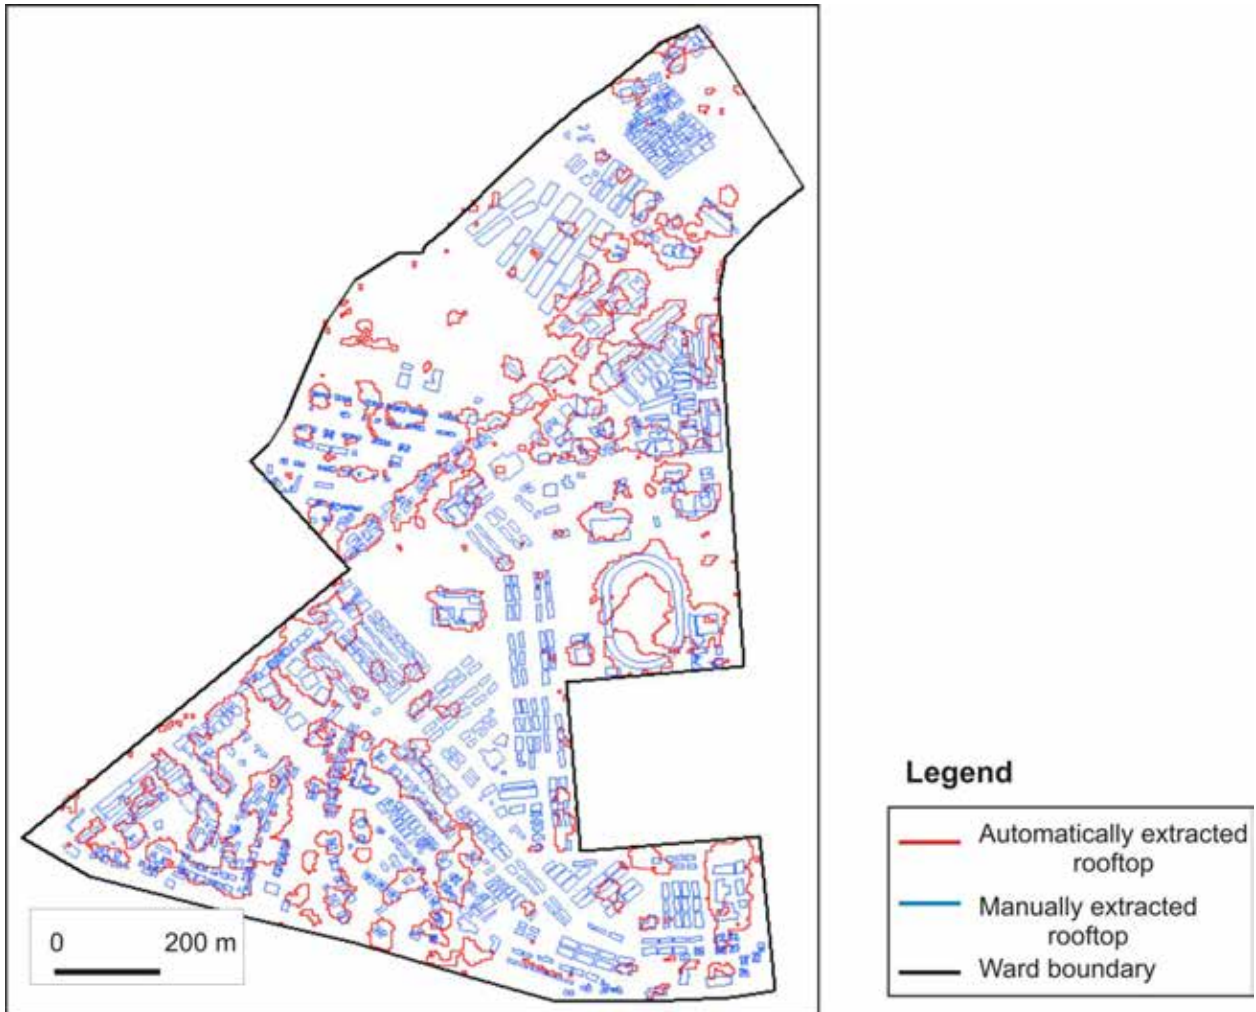 Legend
Automatically extracted
rooftop
Manually extracted
rooftop
Ward boundary
0 200 m